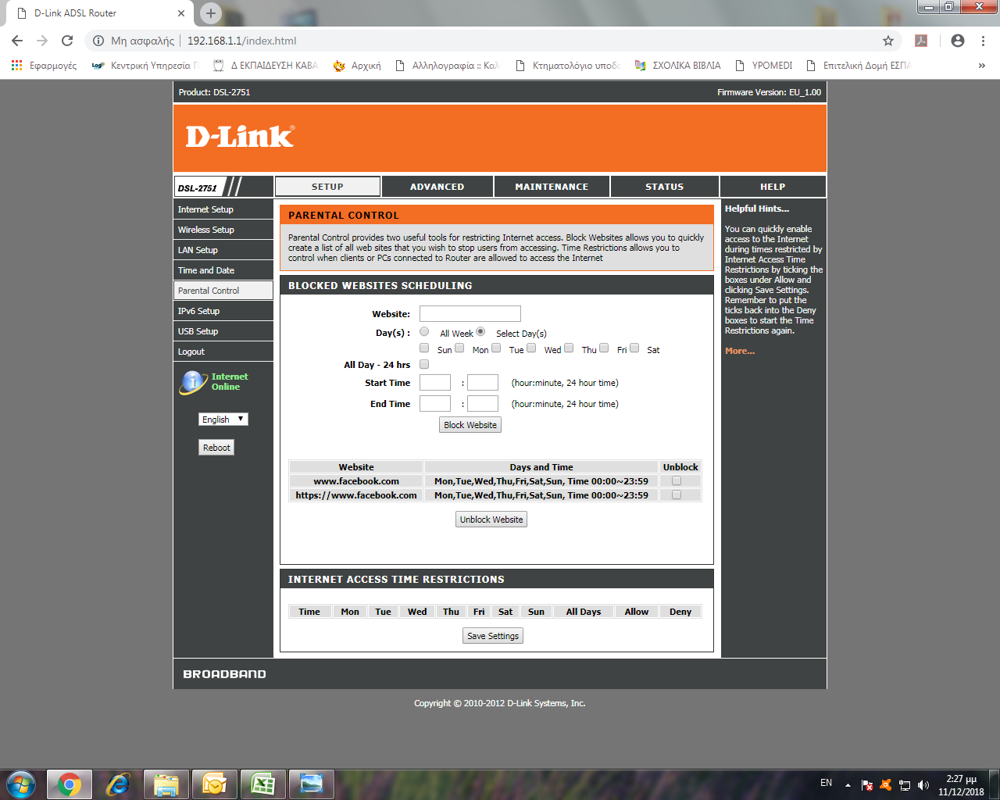 D-Link ADSL Router
Μη ασφαλής | 192.168.1.1/index.html
Εφαρμογές Κεντρική Υπηρεσία Δ ΕΚΠΑΙΔΕΥΣΗ ΚΑΒΑ Αρχική Αλληλογραφία :: Κα Κτηματολόγιο υποδο ΣΧΟΛΙΚΑ ΒΙΒΛΙΑ YPOMEDI Επιτελική Δομή ΕΣΠΑ »
Product: DSL-2751 Firmware Version: EU_1.00
D-Link
DSL-2751 SETUP ADVANCED MAINTENANCE STATUS HELP
Internet Setup
Wireless Setup
LAN Setup
Time and Date
Parental Control
IPv6 Setup
USB Setup
Logout
Internet
Online
English
Reboot
PARENTAL CONTROL
Parental Control provides two useful tools for restricting Internet access. Block Websites allows you to quickly
create a list of all web sites that you wish to stop users from accessing. Time Restrictions allows you to
control when clients or PCs connected to Router are allowed to access the Internet
BLOCKED WEBSITES SCHEDULING
Website:
Day(s) : All Week Select Day(s)
Sun Mon Tue Wed Thu Fri Sat
All Day - 24 hrs
Start Time : (hour:minute, 24 hour time)
End Time : (hour:minute, 24 hour time)
Block Website
Website Days and Time Unblock
www.facebook.com Mon,Tue,Wed,Thu,Fri,Sat,Sun, Time 00:00~23:59
https://www.facebook.com Mon,Tue,Wed,Thu,Fri,Sat,Sun, Time 00:00~23:59
Unblock Website
INTERNET ACCESS TIME RESTRICTIONS
Time Mon Tue Wed Thu Fri Sat Sun All Days Allow Deny
Save Settings
Helpful Hints...
You can quickly enable
access to the Internet
during times restricted by
Internet Access Time
Restrictions by ticking the
boxes under Allow and
clicking Save Settings.
Remember to put the
ticks back into the Deny
boxes to start the Time
Restrictions again.
More...
BROADBAND
Copyright © 2010-2012 D-Link Systems, Inc.
EN
2:27 μμ
11/12/2018